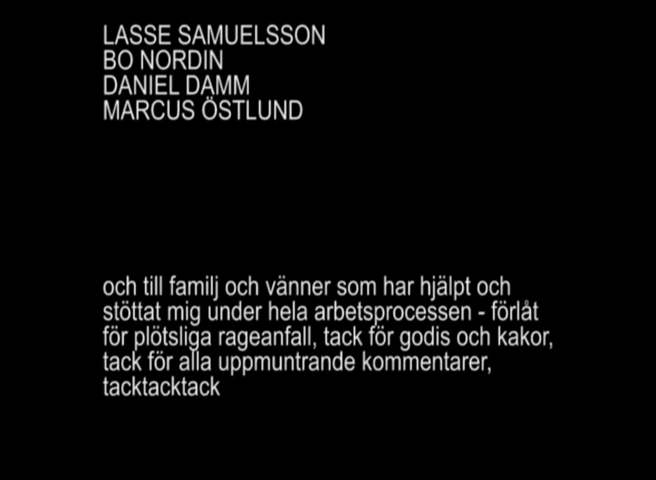 LASSE SAMUELSSON
BO NORDIN
DANIEL DAMM
MARCUS ÖSTLUND
och till familj och vänner som har hjälpt och
stöttat mig under hela arbetsprocessen - förlåt
för plötsliga rageanfall, tack för godis och kakor,
tack för alla uppmuntrande kommentarer,
tacktacktack